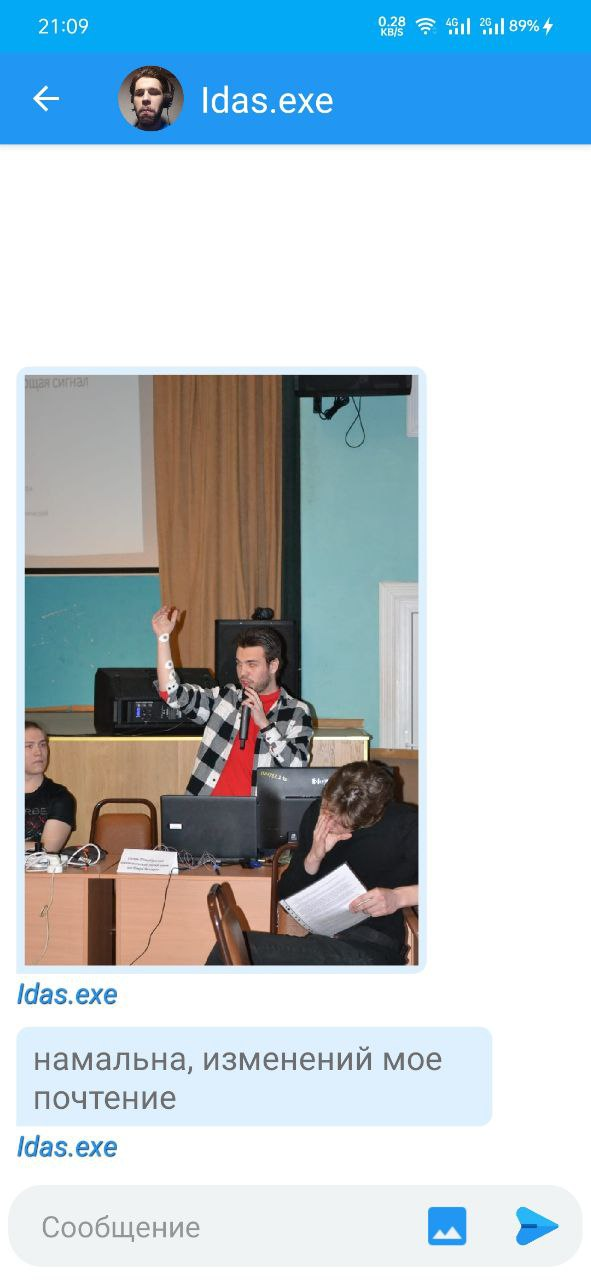 21:09
0.28
KB/S
4G
2G
89%
Idas.exe
ющая сигнал
Idas.exe
намальна, изменений мое
почтение
Idas.exe
Сообщение